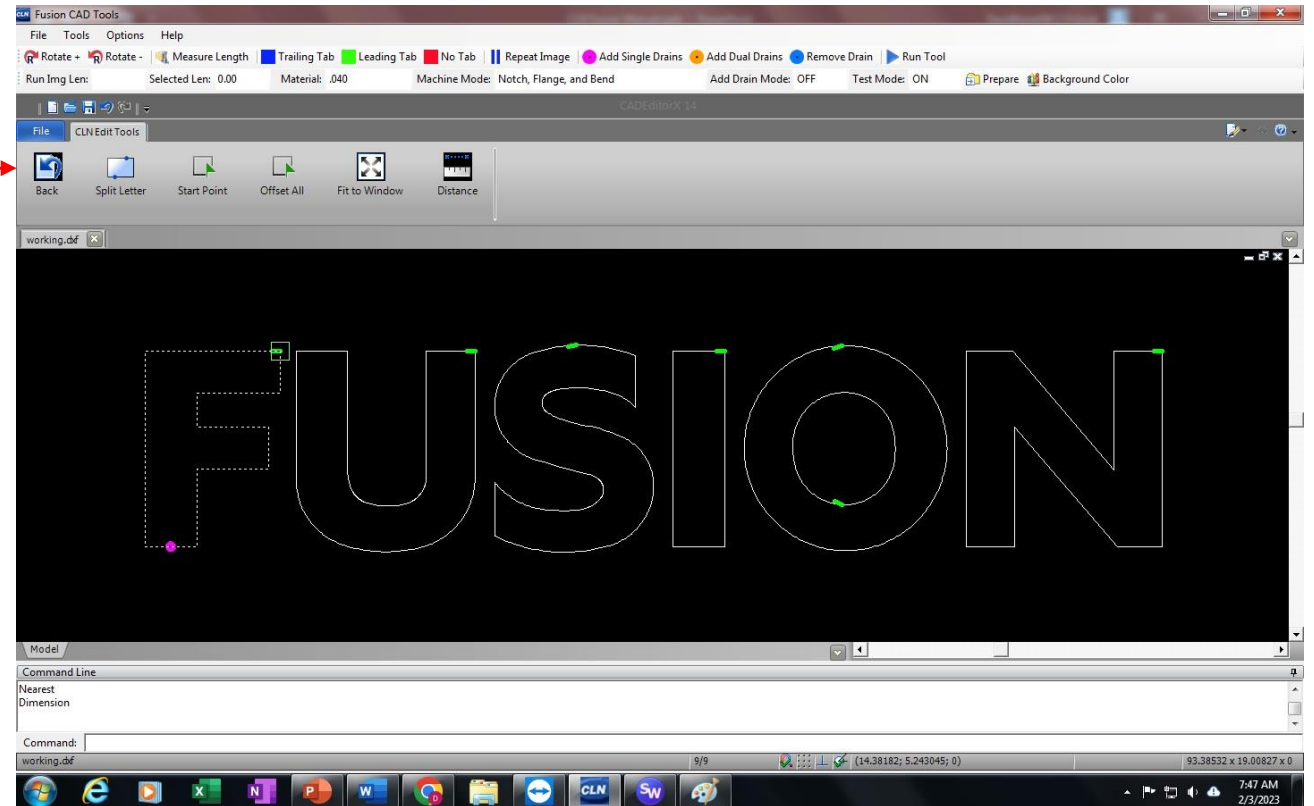 CLN Fusion CAD Tools
File Tools Options Help
R Rotate + R Rotate - Measure Length Trailing Tab Leading Tab No Tab Repeat Image Add Single Drains Add Dual Drains Remove Drain Run Tool
Run Img Len: Selected Len: 0.00 Material: .040 Machine Mode: Notch, Flange, and Bend Add Drain Mode: OFF Test Mode: ON Prepare Background Color
CADEditorX 14
File CLN Edit Tools
Back Split Letter Start Point Offset All Fit to Window Distance
working.dxf
FUSION
Model
Command Line
Nearest
Dimension
Command:
working.dxf 9/9 (14.38182; 5.243045; 0) 93.38532 x 19.00827 x 0
CLN SW
7:47 AM
2/3/2023